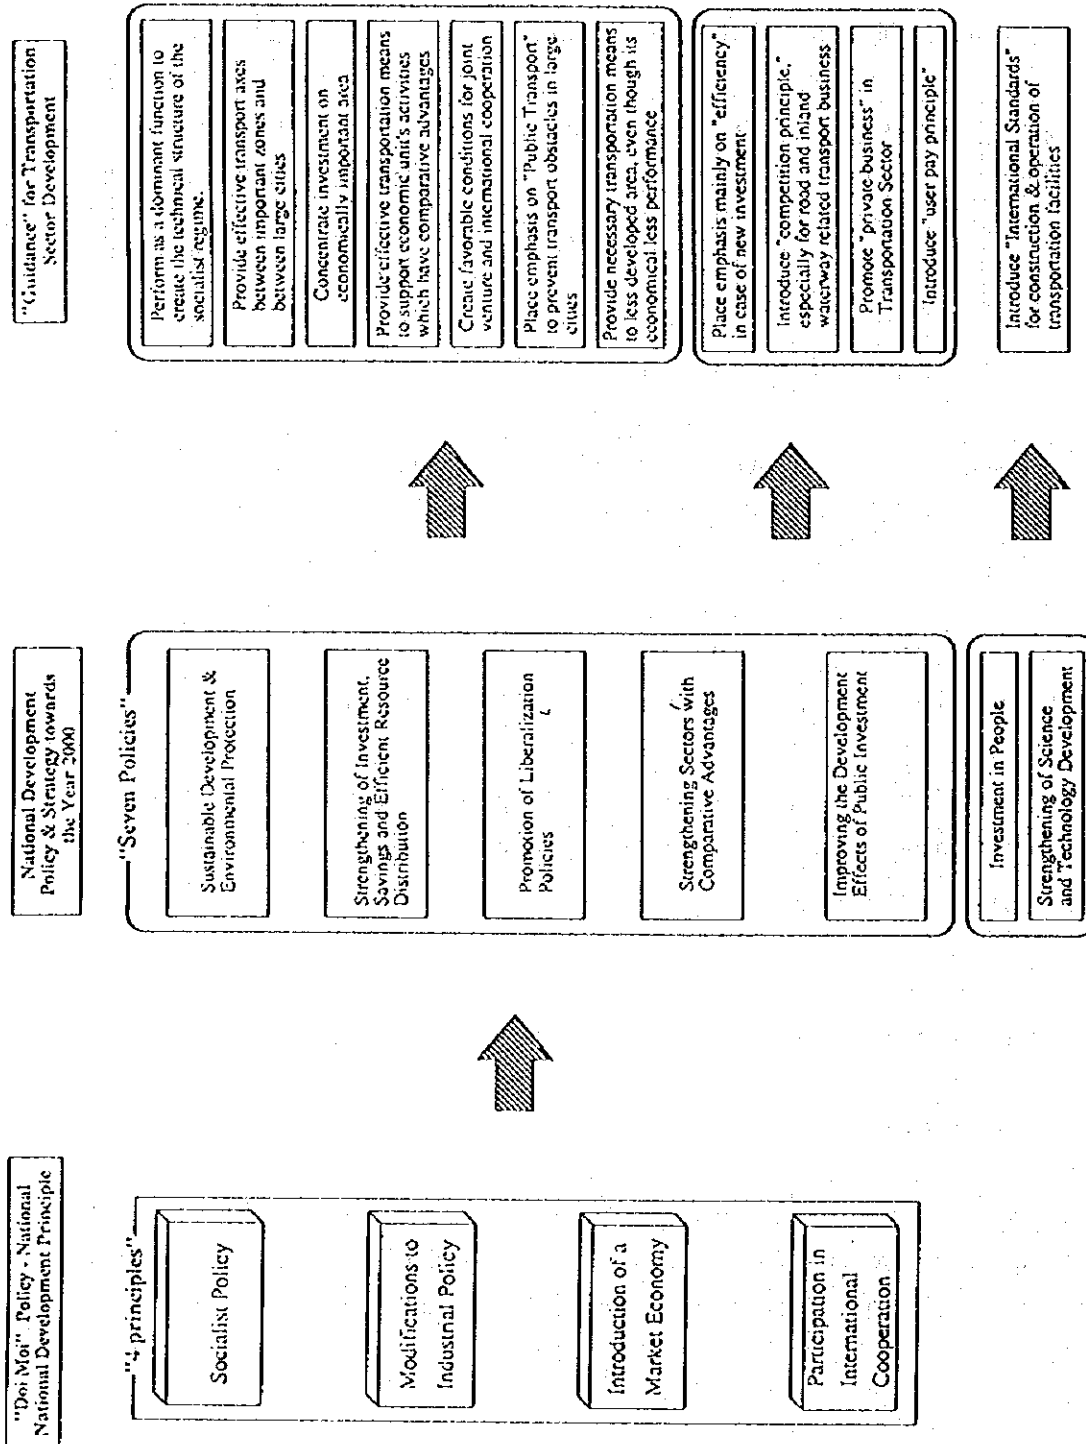 "Doi Moi" Policy - National
National Development Principle
"4 principles"
Socialist Policy
Modifications to
Industrial Policy
Introduction of a
Market Economy
Participation in
International
Cooperation
National Development
Policy & Strategy towards
the Year 2000
"Seven Policies"
Sustainable Development &
Environmental Protection
Strengthening of Investment,
Savings and Efficient Resource
Distribution
Promotion of Liberalization
Policies
Strengthening Sectors with
Comparative Advantages
Improving the Development
Effects of Public Investment
Investment in People
Strengthening of Science
and Technology Development
"Guidance" for Transportation
Sector Development
Perform as a dominant function to
create the technical structure of the
socialist regime.
Provide effective transport axes
between important zones and
between large cities
Concentrate investment on
economically important area
Provide effective transportation means
to support economic unit's activities
which have comparative advantages
Create favorable conditions for joint
venture and international cooperation
Place emphasis on "Public Transport"
to prevent transport obstacles in large
cities
Provide necessary transportation means
to less developed area, even though its
economical less performance
Place emphasis mainly on "efficiency"
in case of new investment
Introduce "competition principle,"
especially for road and inland
waterway related transport business
Promote "private-business" in
Transportation Sector
Introduce "user pay principle"
Introduce "International Standards"
for construction & operation of
transportation facilities